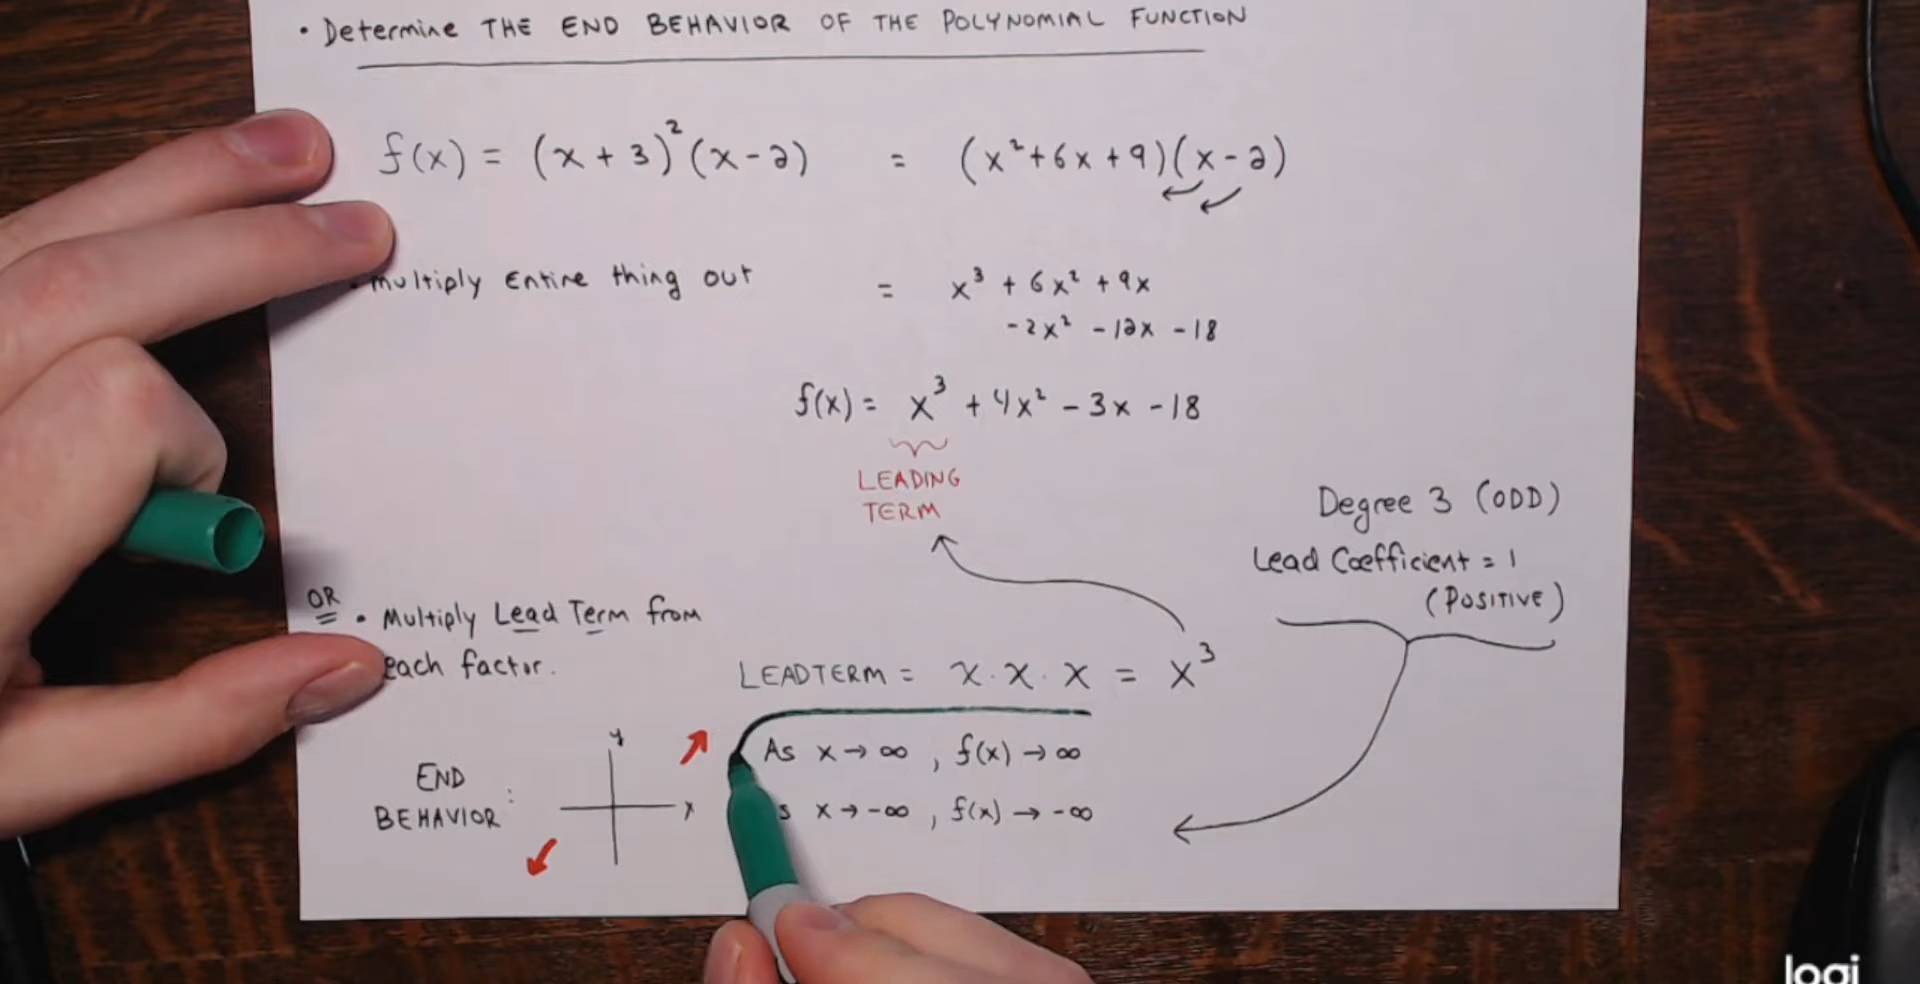 • Determine THE END BEHAVIOR OF THE POLYNOMIAL FUNCTION
f(x) = (x + 3)² (x - 2) = (x² + 6x + 9)(x - 2)
multiply Entire thing out = x³ + 6x² + 9x
-2x² - 12x - 18
f(x) = x³ + 4x² - 3x - 18
LEADING
TERM
Degree 3 (ODD)
Lead Coefficient = 1
(POSITIVE)
OR • Multiply Lead Term from
each factor.
LEADTERM = x · x · x = x³
END
BEHAVIOR :
y
x
As x → ∞ , f(x) → ∞
x → -∞ , f(x) → -∞
logi